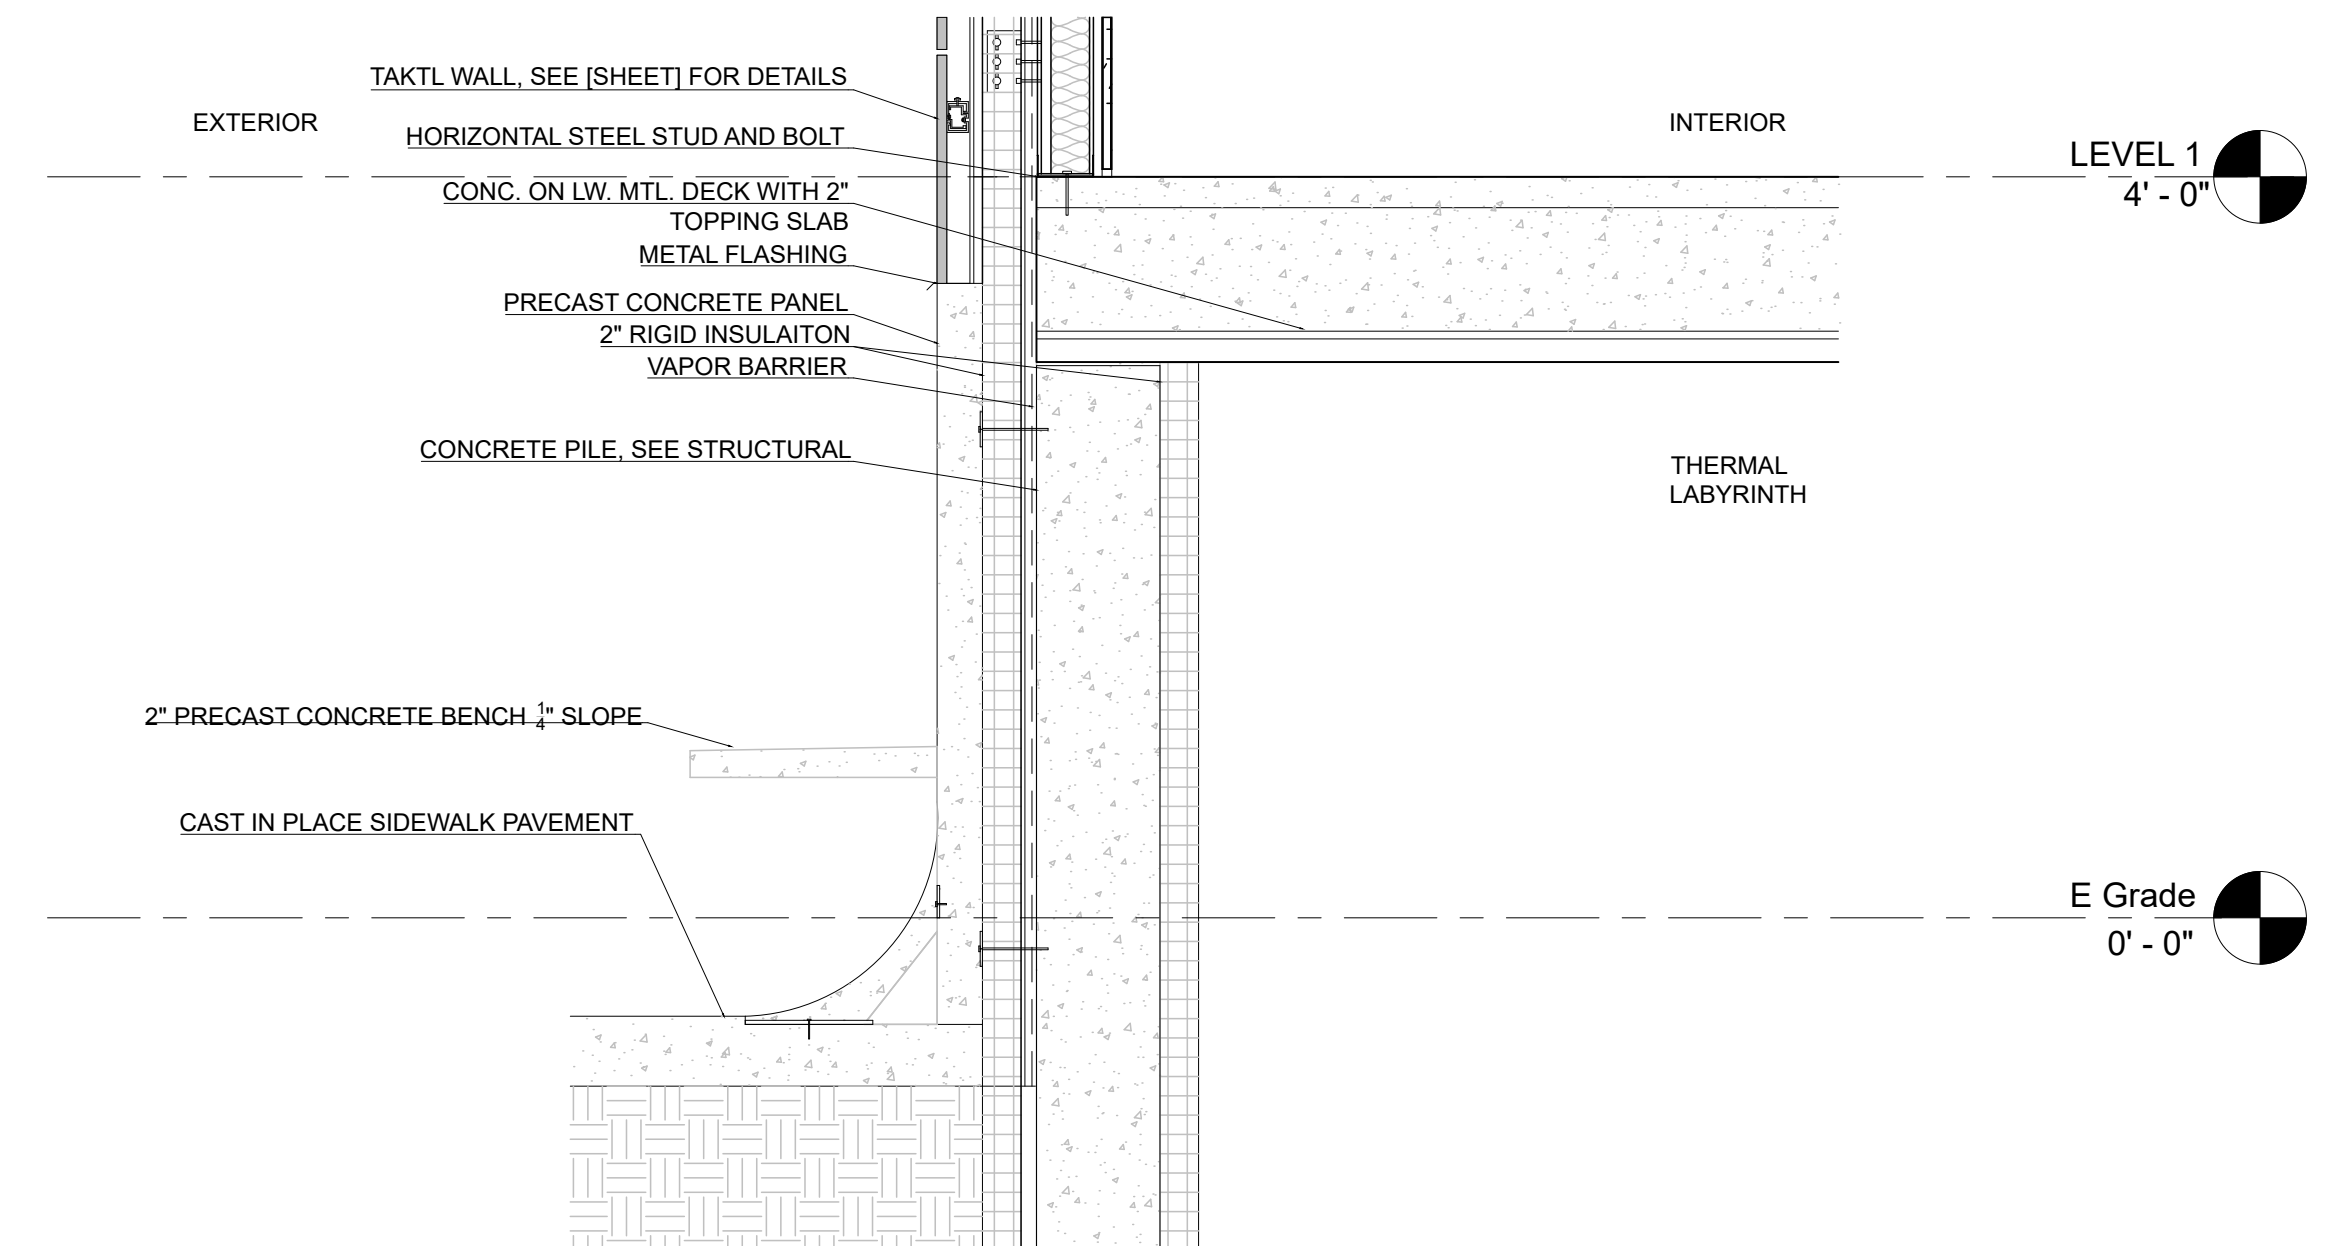 TAKTL WALL, SEE [SHEET] FOR DETAILS
EXTERIOR
INTERIOR
HORIZONTAL STEEL STUD AND BOLT
LEVEL 1
4' - 0"
CONC. ON LW. MTL. DECK WITH 2"
TOPPING SLAB
METAL FLASHING
PRECAST CONCRETE PANEL
2" RIGID INSULAITON
VAPOR BARRIER
CONCRETE PILE, SEE STRUCTURAL
THERMAL
LABYRINTH
2" PRECAST CONCRETE BENCH 1/4" SLOPE
CAST IN PLACE SIDEWALK PAVEMENT
E Grade
0' - 0"